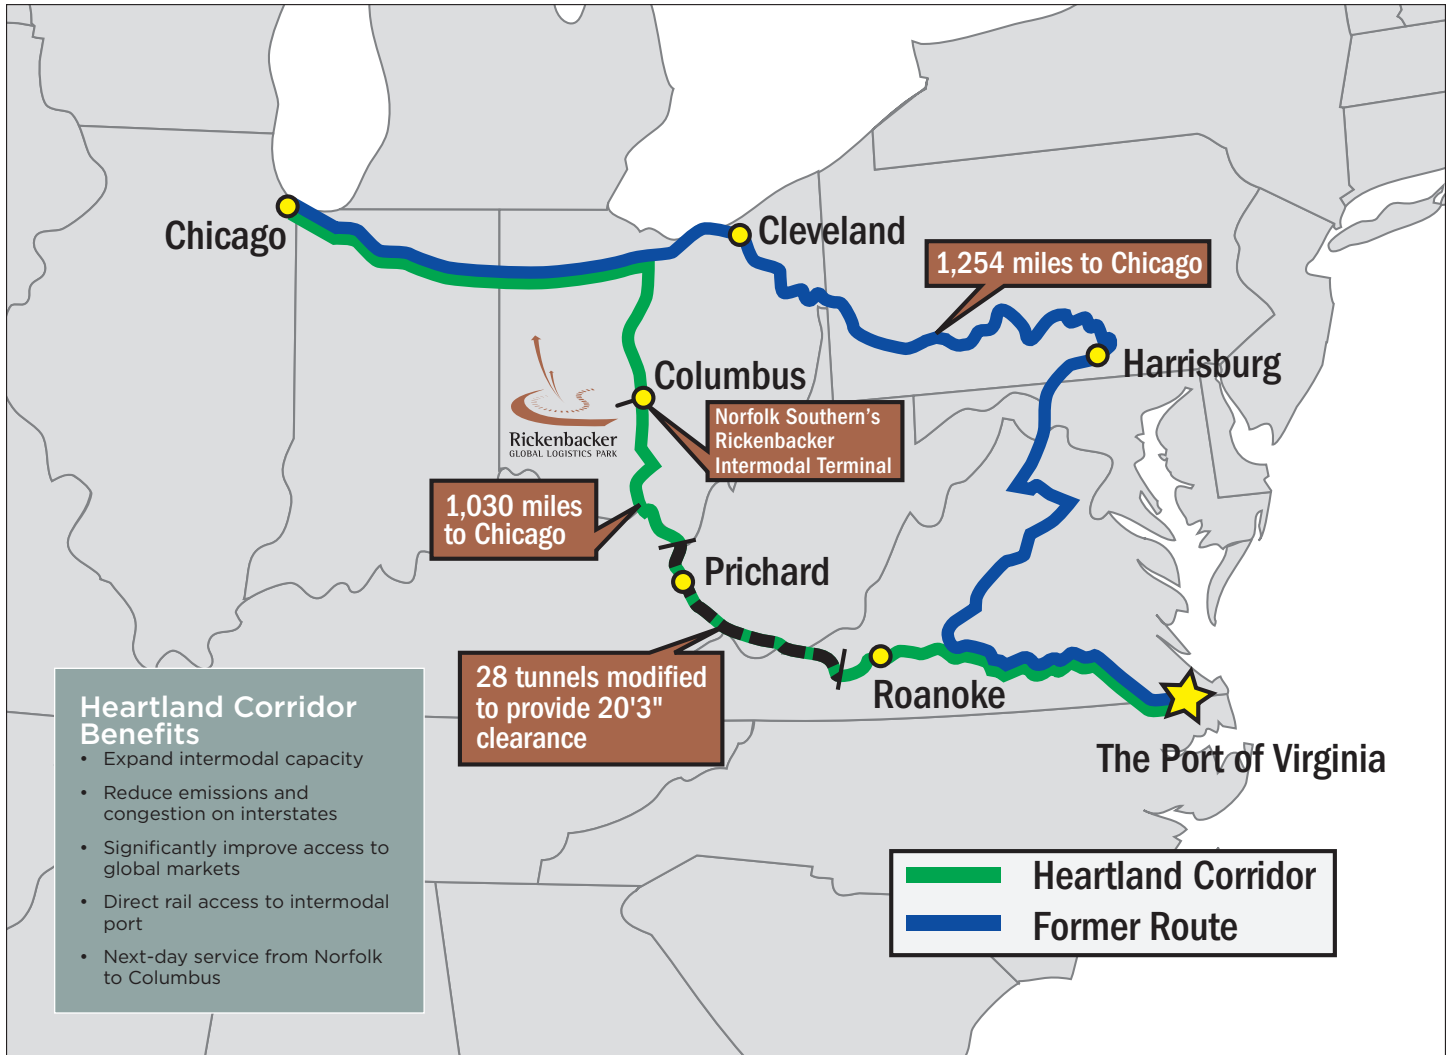 Chicago
Cleveland
1,254 miles to Chicago
Harrisburg
Columbus
Norfolk Southern’s
Rickenbacker
Intermodal Terminal
Rickenbacker
GLOBAL LOGISTICS PARK
1,030 miles
to Chicago
Prichard
28 tunnels modified
to provide 20'3"
clearance
Roanoke
The Port of Virginia
Heartland Corridor
Benefits
• Expand intermodal capacity
• Reduce emissions and
congestion on interstates
• Significantly improve access to
global markets
• Direct rail access to intermodal
port
• Next-day service from Norfolk
to Columbus
Heartland Corridor
Former Route